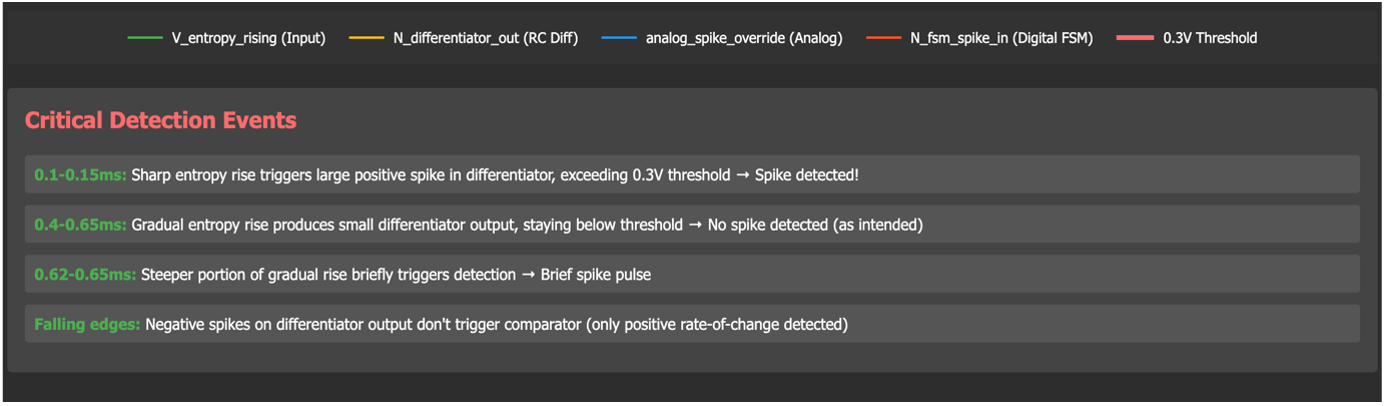 V_entropy_rising (Input) N_differentiator_out (RC Diff) analog_spike_override (Analog) N_fsm_spike_in (Digital FSM) 0.3V Threshold
Critical Detection Events
0.1-0.15ms: Sharp entropy rise triggers large positive spike in differentiator, exceeding 0.3V threshold → Spike detected!
0.4-0.65ms: Gradual entropy rise produces small differentiator output, staying below threshold → No spike detected (as intended)
0.62-0.65ms: Steeper portion of gradual rise briefly triggers detection → Brief spike pulse
Falling edges: Negative spikes on differentiator output don't trigger comparator (only positive rate-of-change detected)